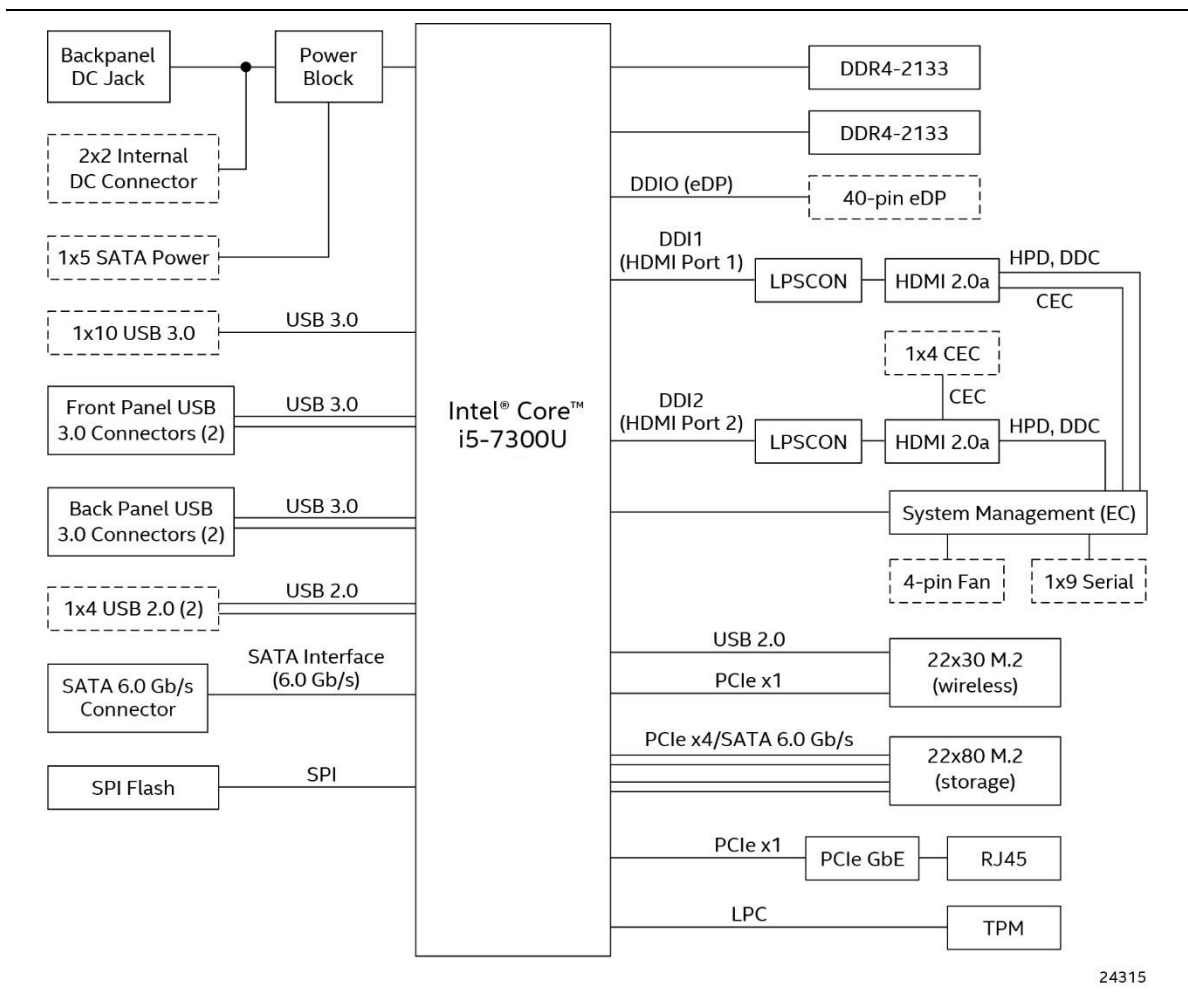 Backpanel
DC Jack
Power
Block
2x2 Internal
DC Connector
1x5 SATA Power
1x10 USB 3.0
USB 3.0
Front Panel USB
3.0 Connectors (2)
USB 3.0
Back Panel USB
3.0 Connectors (2)
USB 3.0
1x4 USB 2.0 (2)
USB 2.0
SATA 6.0 Gb/s
Connector
SATA Interface
(6.0 Gb/s)
SPI Flash
SPI
Intel® Core™
i5-7300U
DDR4-2133
DDR4-2133
DDIO (eDP)
40-pin eDP
DDI1
(HDMI Port 1)
LPSCON
HDMI 2.0a
HPD, DDC
CEC
1x4 CEC
CEC
DDI2
(HDMI Port 2)
LPSCON
HDMI 2.0a
HPD, DDC
System Management (EC)
4-pin Fan
1x9 Serial
USB 2.0
PCIe x1
22x30 M.2
(wireless)
PCIe x4/SATA 6.0 Gb/s
22x80 M.2
(storage)
PCIe x1
PCIe GbE
RJ45
LPC
TPM
24315